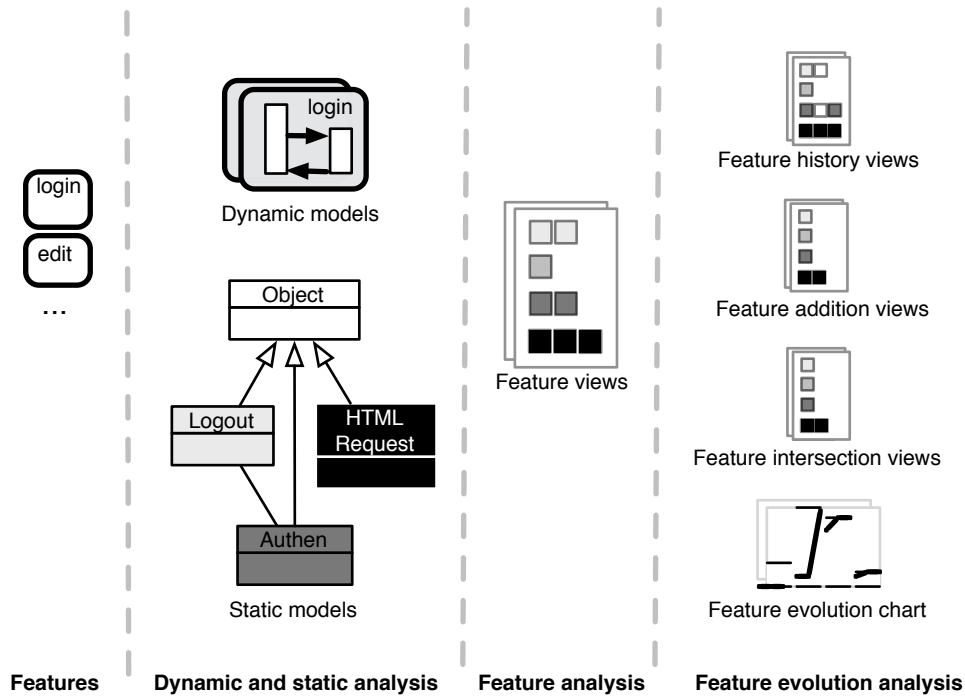 login
edit
...
login
Dynamic models
Object
Logout
HTML
Request
Authen
Static models
Feature views
Feature history views
Feature addition views
Feature intersection views
Feature evolution chart
Features
Dynamic and static analysis
Feature analysis
Feature evolution analysis